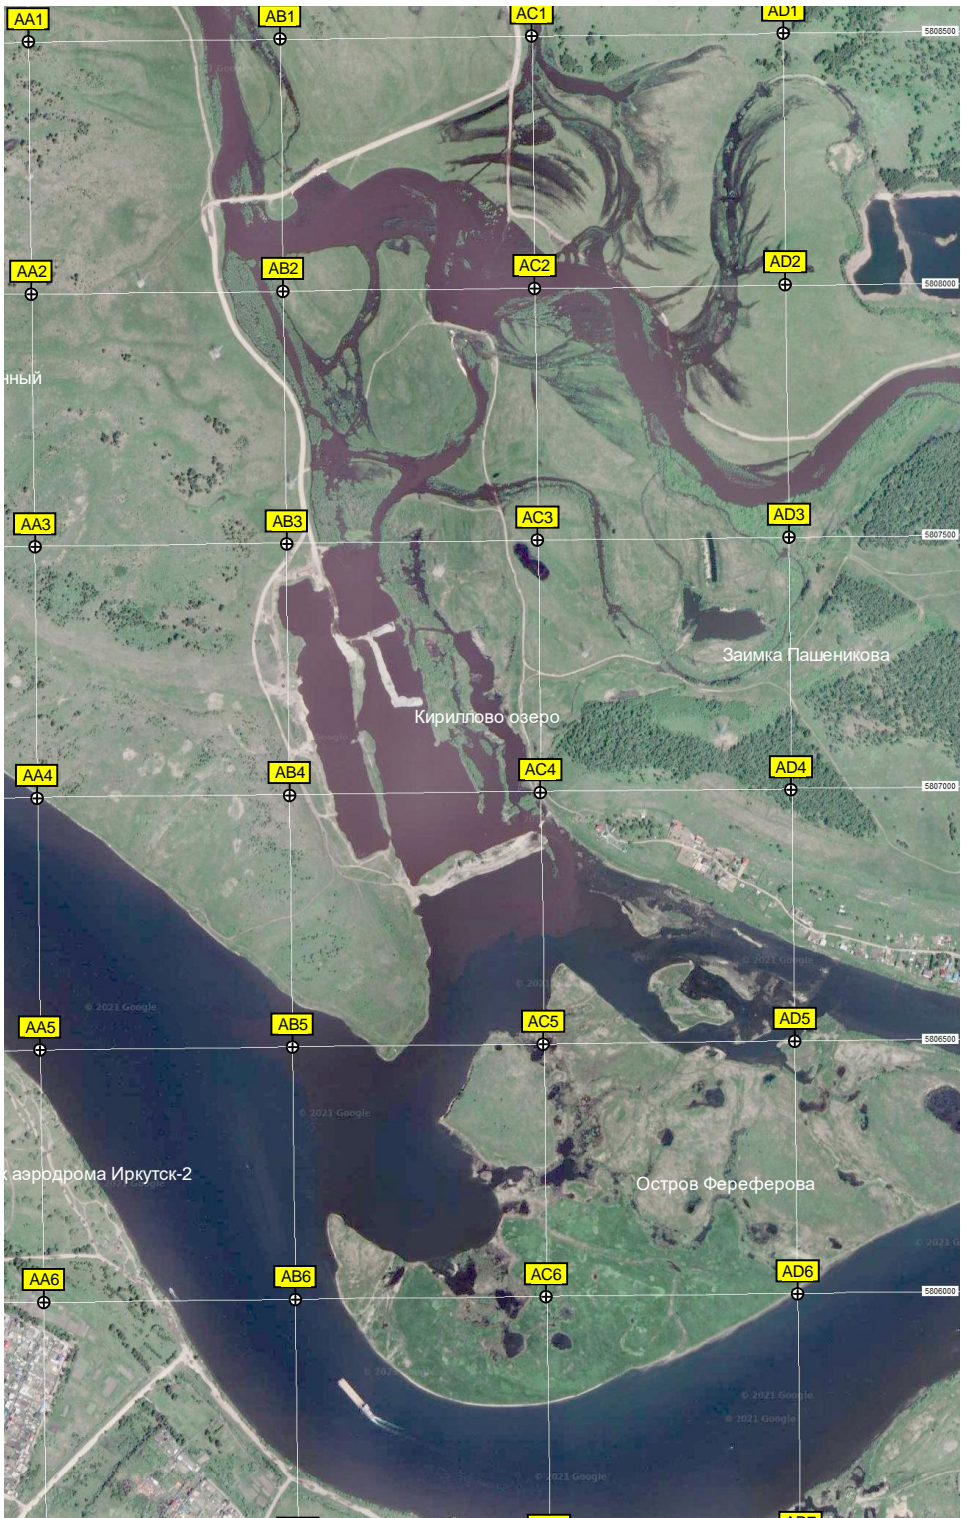 AA1
AB1
AC1
AD1
5808500
AA2
AB2
AC2
AD2
5808000
нный
AA3
AB3
AC3
AD3
5807500
Заимка Пашеникова
Кириллово озеро
AA4
AB4
AC4
AD4
5807000
© 2021 Google
© 2021 Google
AA5
AB5
AC5
AD5
5806500
© 2021 Google
аэродрома Иркутск-2
Остров Фереферова
AA6
AB6
AC6
AD6
5806000
© 2021 Google
© 2021 Google
© 2021 Google